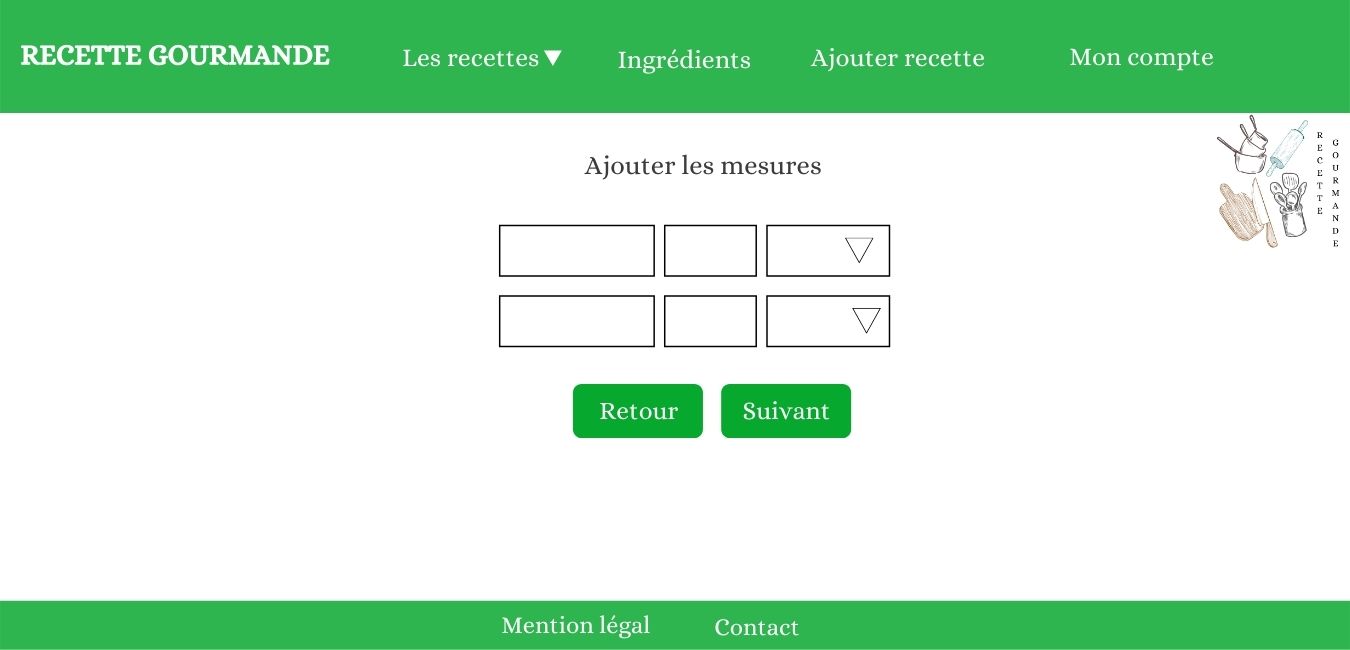 RECETTE GOURMANDE
Les recettes
Ingrédients
Ajouter recette
Mon compte
RECETTE
GOURMANDE
Ajouter les mesures
Retour
Suivant
Mention légal
Contact